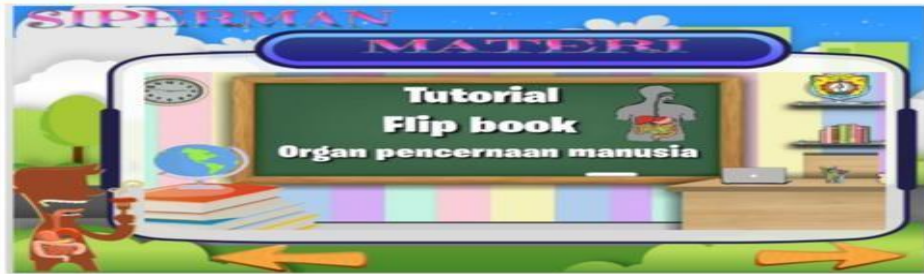 SIPERMAN
MATERI
Tutorial
Flip book
Organ pencernaan manusia